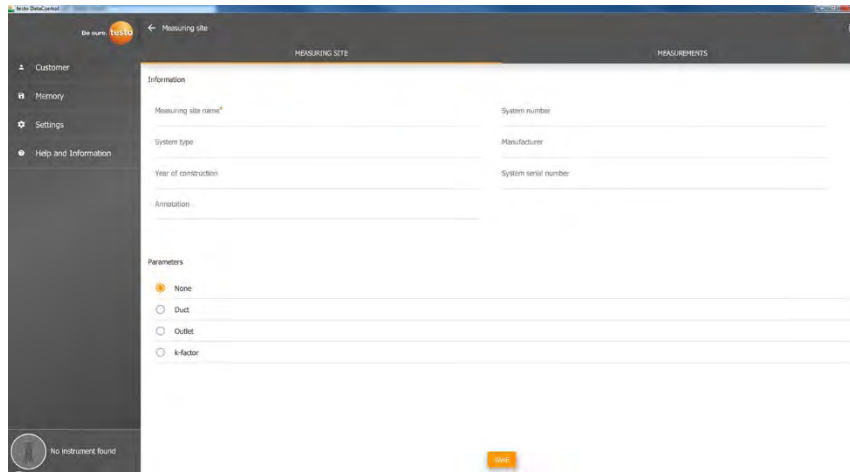 testo DataControl
Be sure. testo
← Measuring site
MEASURING SITE
MEASUREMENTS
Customer
Memory
Settings
Help and Information
Information
Measuring site name*
System number
System type
Manufacturer
Year of construction
System serial number
Annotation
Parameters
None
Duct
Outlet
k-factor
No instrument found
SAVE